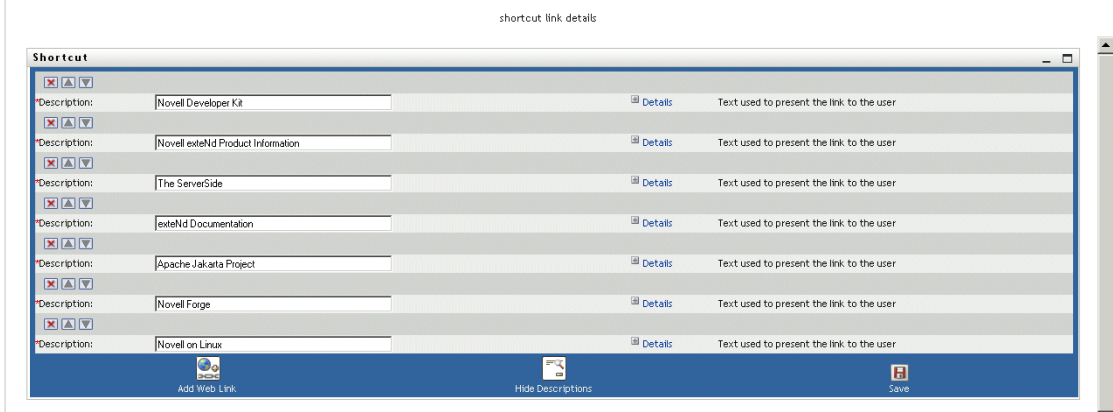 shortcut link details
Shortcut
*Description: Novell Developer Kit Details Text used to present the link to the user
*Description: Novell exteNd Product Information Details Text used to present the link to the user
*Description: The ServerSide Details Text used to present the link to the user
*Description: exteNd Documentation Details Text used to present the link to the user
*Description: Apache Jakarta Project Details Text used to present the link to the user
*Description: Novell Forge Details Text used to present the link to the user
*Description: Novell on Linux Details Text used to present the link to the user
Add Web Link Hide Descriptions Save